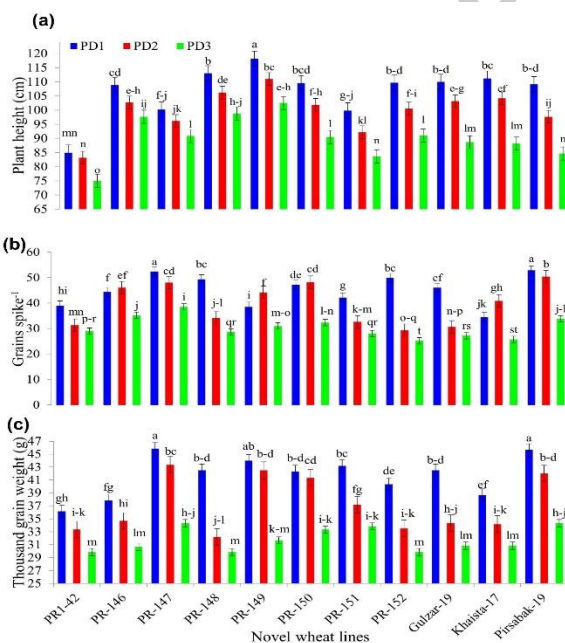 (a)
PD1 PD2 PD3
Plant height (cm)
120
115
110
105
100
95
90
85
80
75
70
65
mn n o
cd e-h ij
f-j jk l
b de h-j
a e-g e-h
bcd f-h l
g-j kl n
b-d f-i l
b-d e-g lm
b-d ef lm
b-d ij n
(b)
Grains spike-1
60
50
40
30
20
10
0
hi mn p-r
f ef j
a cd i
bc j-l qr
i f m-o
de cd l-n
g k-m qr
bc o-q t
ef n-p rs
jk gh st
a b j-l
(c)
Thousand grain weight (g)
47
45
43
41
39
37
35
33
31
29
27
25
gh i-k m
fg hi lm
a bc h-j
b-d j-l m
ab b-d k-m
b-d cd i-k
bc fg i-k
de i-k m
b-d h-j lm
ef i-k lm
a b-d h-j
PR1-42
PR-146
PR-147
PR-148
PR-149
PR-150
PR-151
PR-152
Gulzar-19
Khaista-17
Pirsabak-19
Novel wheat lines